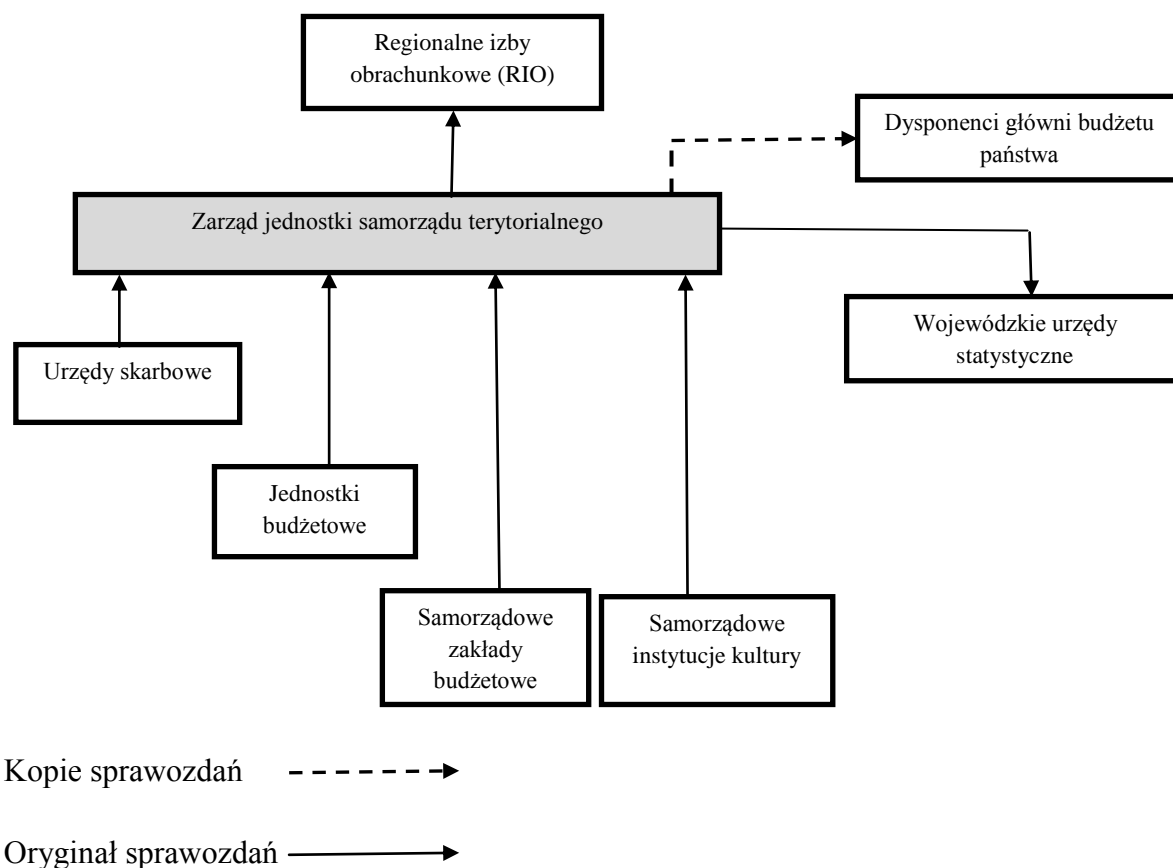 Regionalne izby
obrachunkowe (RIO)
Dysponenci główni budżetu
państwa
Zarząd jednostki samorządu terytorialnego
Wojewódzkie urzędy
statystyczne
Urzędy skarbowe
Jednostki
budżetowe
Samorządowe
zakłady
budżetowe
Samorządowe
instytucje kultury
Kopie sprawozdań
Oryginał sprawozdań